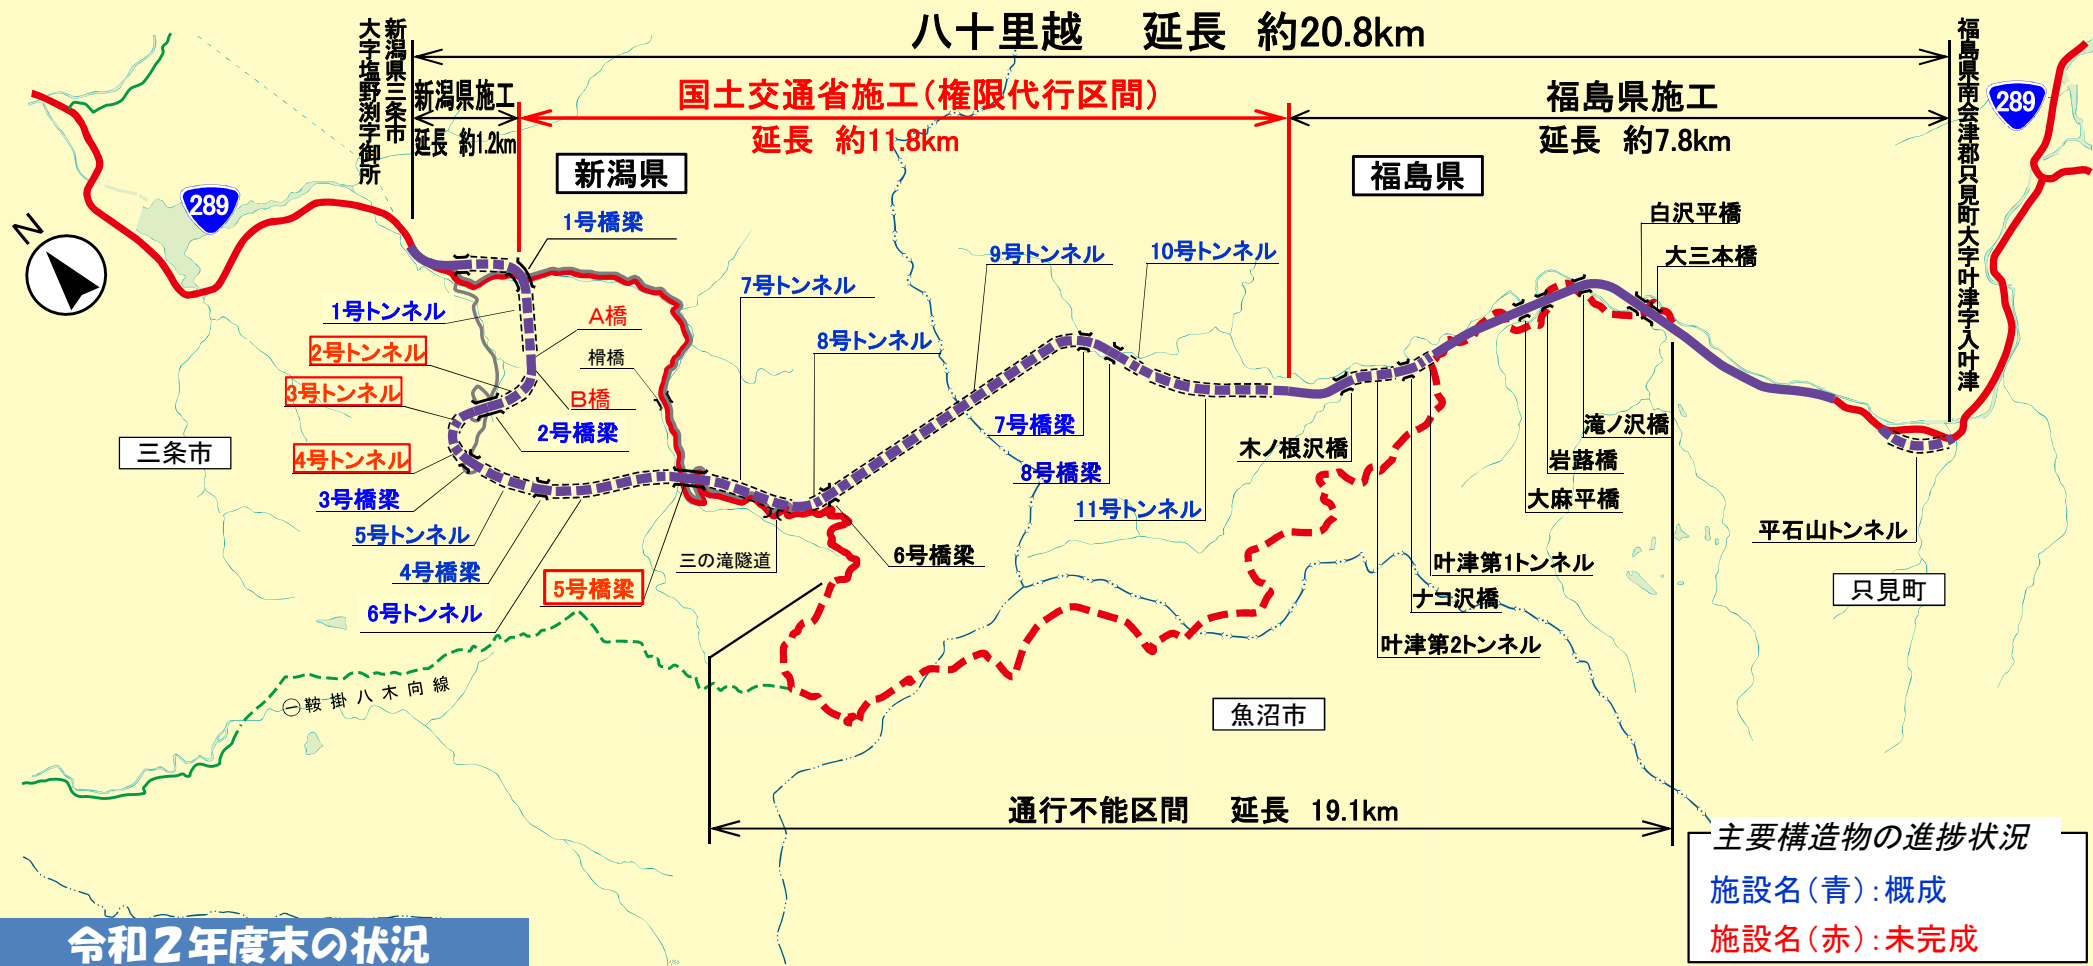 八十里越　延長　約20.8km
新潟県三条市
大字塩野渕字御所
新潟県施工
延長　約1.2km
国土交通省施工（権限代行区間）
延長　約11.8km
福島県施工
延長　約7.8km
福島県南会津郡只見町大字叶津字入叶津
289
289
N
新潟県
福島県
1号橋梁
白沢平橋
大三本橋
9号トンネル
10号トンネル
7号トンネル
1号トンネル
A橋
8号トンネル
2号トンネル
榾橋
3号トンネル
B橋
2号橋梁
7号橋梁
滝ノ沢橋
三条市
4号トンネル
木ノ根沢橋
岩蕗橋
8号橋梁
3号橋梁
大麻平橋
11号トンネル
5号トンネル
平石山トンネル
4号橋梁
三の滝隧道
6号橋梁
叶津第1トンネル
5号橋梁
只見町
ナコ沢橋
6号トンネル
叶津第2トンネル
㊀鞍掛八木向線
魚沼市
通行不能区間　延長　19.1km
主要構造物の進捗状況
施設名（青）：概成
施設名（赤）：未完成
令和2年度末の状況